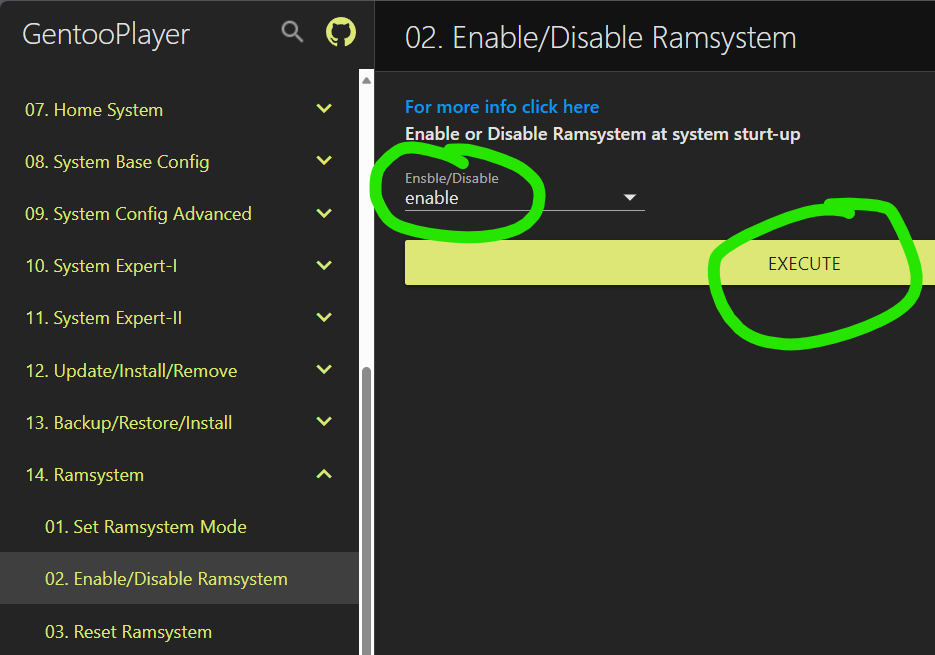 GentooPlayer
07. Home System
08. System Base Config
09. System Config Advanced
10. System Expert-I
11. System Expert-II
12. Update/Install/Remove
13. Backup/Restore/Install
14. Ramsystem
01. Set Ramsystem Mode
02. Enable/Disable Ramsystem
03. Reset Ramsystem
02. Enable/Disable Ramsystem
For more info click here
Enable or Disable Ramsystem at system sturt-up
Ensble/Disable
enable
EXECUTE